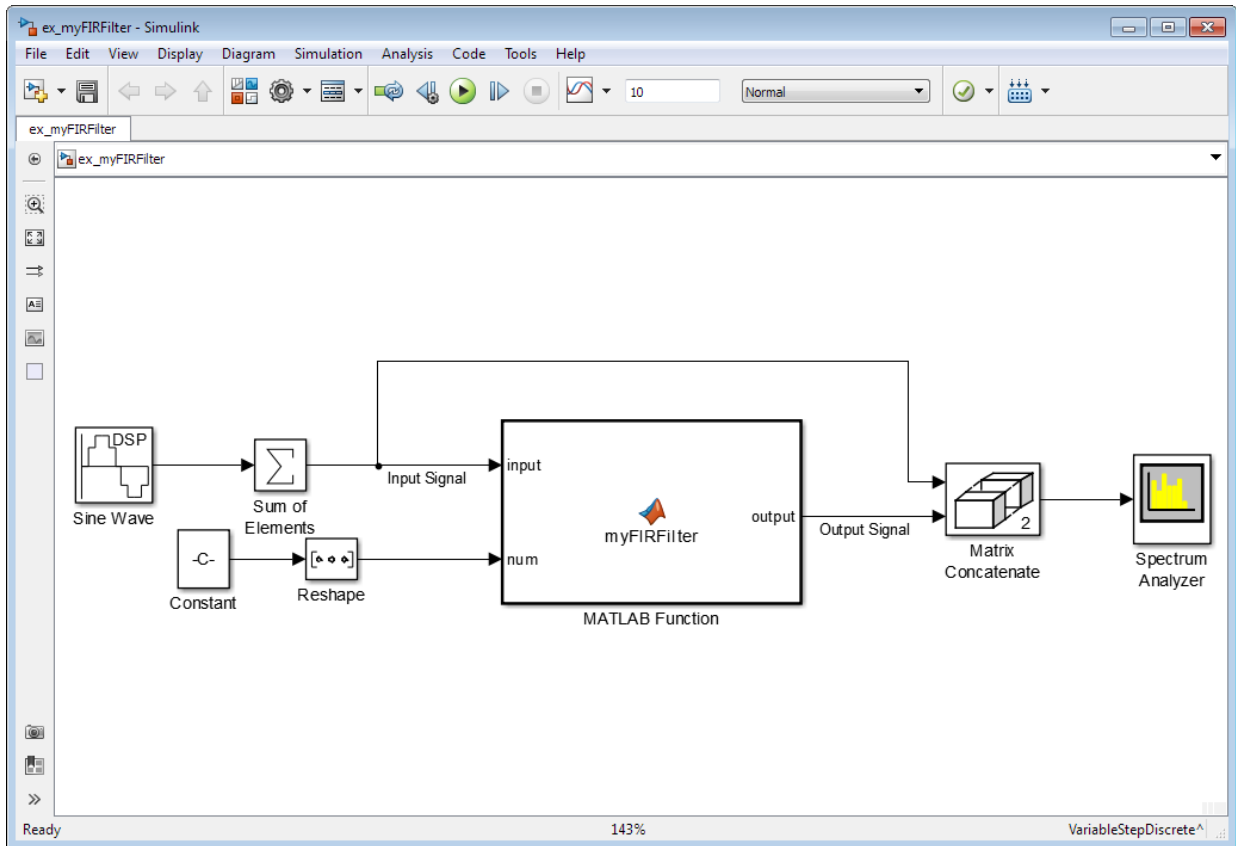 ex_myFIRFilter - Simulink
File Edit View Display Diagram Simulation Analysis Code Tools Help
10 Normal
ex_myFIRFilter
ex_myFIRFilter
DSP
Sine Wave
Sum of
Elements
Input Signal
-C-
Constant
Reshape
input
num
myFIRFilter
output
MATLAB Function
Output Signal
2
Matrix
Concatenate
Spectrum
Analyzer
Ready 143% VariableStepDiscrete^